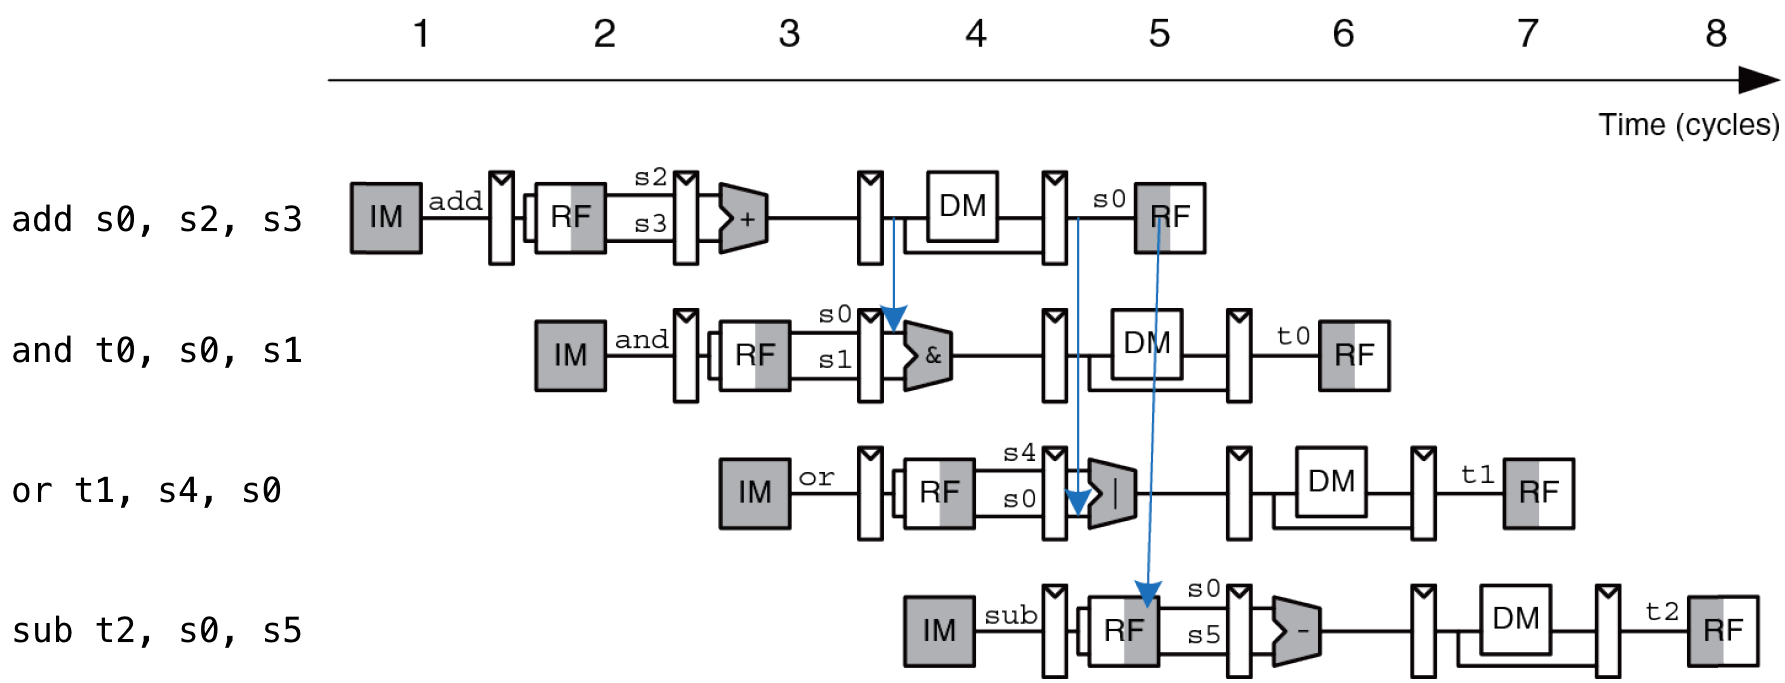 1 2 3 4 5 6 7 8
Time (cycles)
add s0, s2, s3
IM add RF s2 s3 + DM s0 RF
and t0, s0, s1
IM and RF s0 s1 & DM t0 RF
or t1, s4, s0
IM or RF s4 s0 | DM t1 RF
sub t2, s0, s5
IM sub RF s0 s5 - DM t2 RF